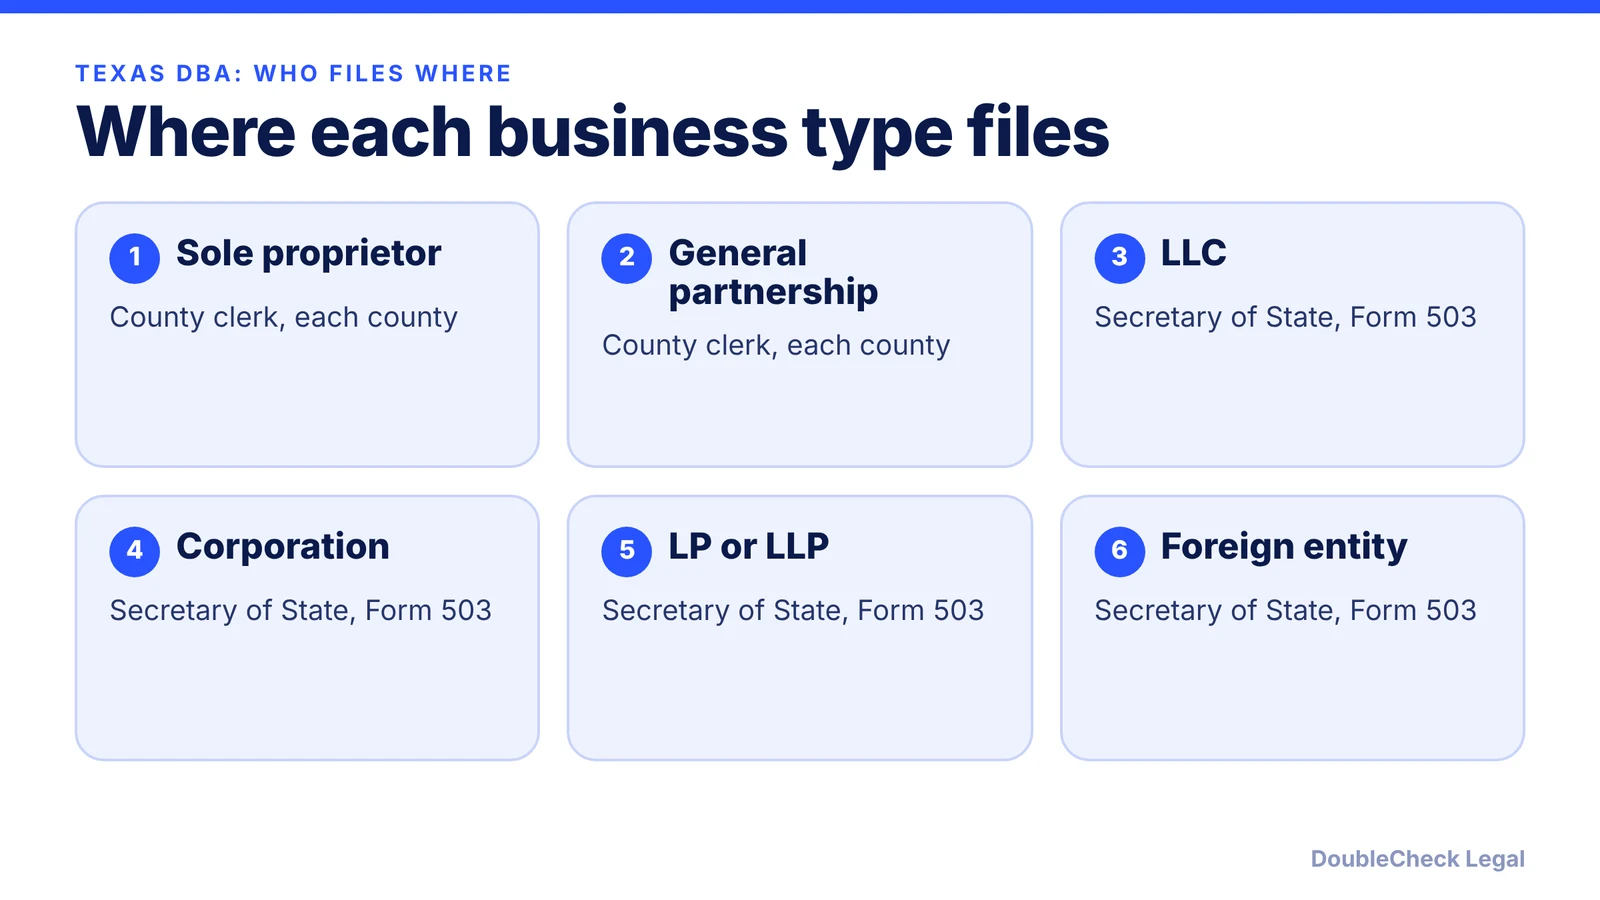 TEXAS DBA: WHO FILES WHERE
Where each business type files
1 Sole proprietor
County clerk, each county
2 General
partnership
County clerk, each county
3 LLC
Secretary of State, Form 503
4 Corporation
Secretary of State, Form 503
5 LP or LLP
Secretary of State, Form 503
6 Foreign entity
Secretary of State, Form 503
DoubleCheck Legal